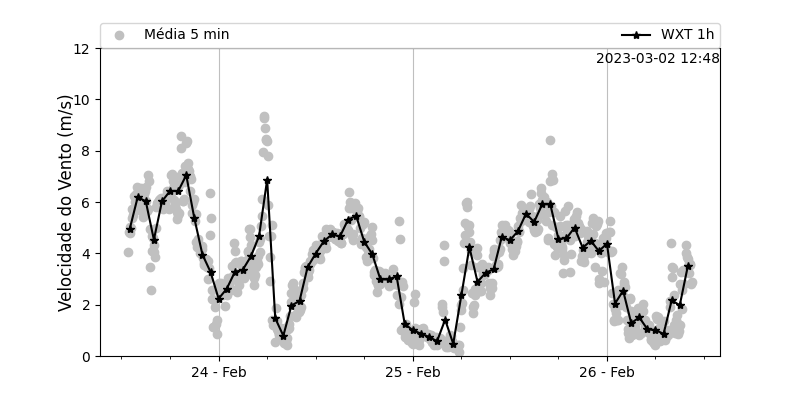 Média 5 min
WXT 1h
2023-03-02 12:48
Velocidade do Vento (m/s)
12
10
8
6
4
2
0
24 - Feb
25 - Feb
26 - Feb